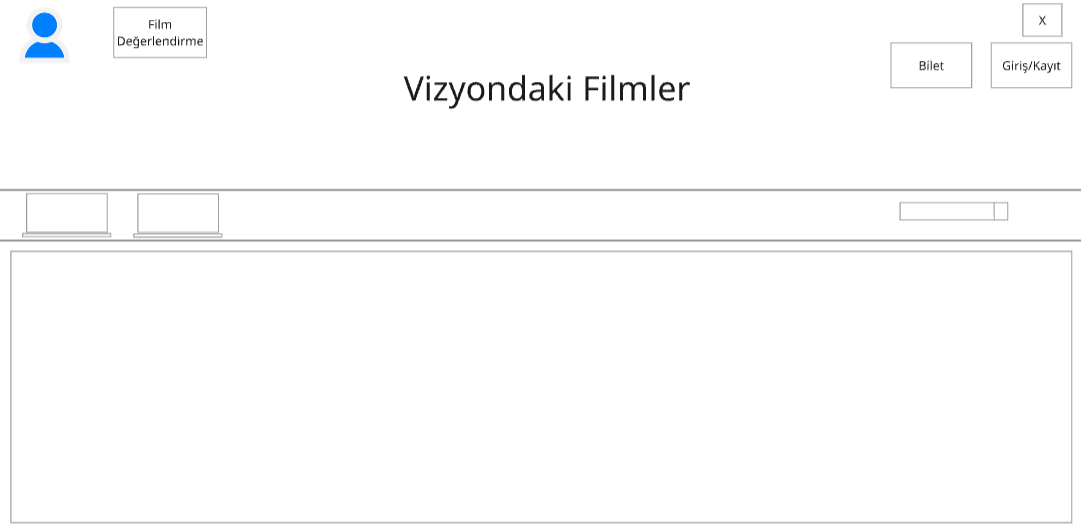 Film
Değerlendirme
X
Bilet
Giriş/Kayıt
Vizyondaki Filmler